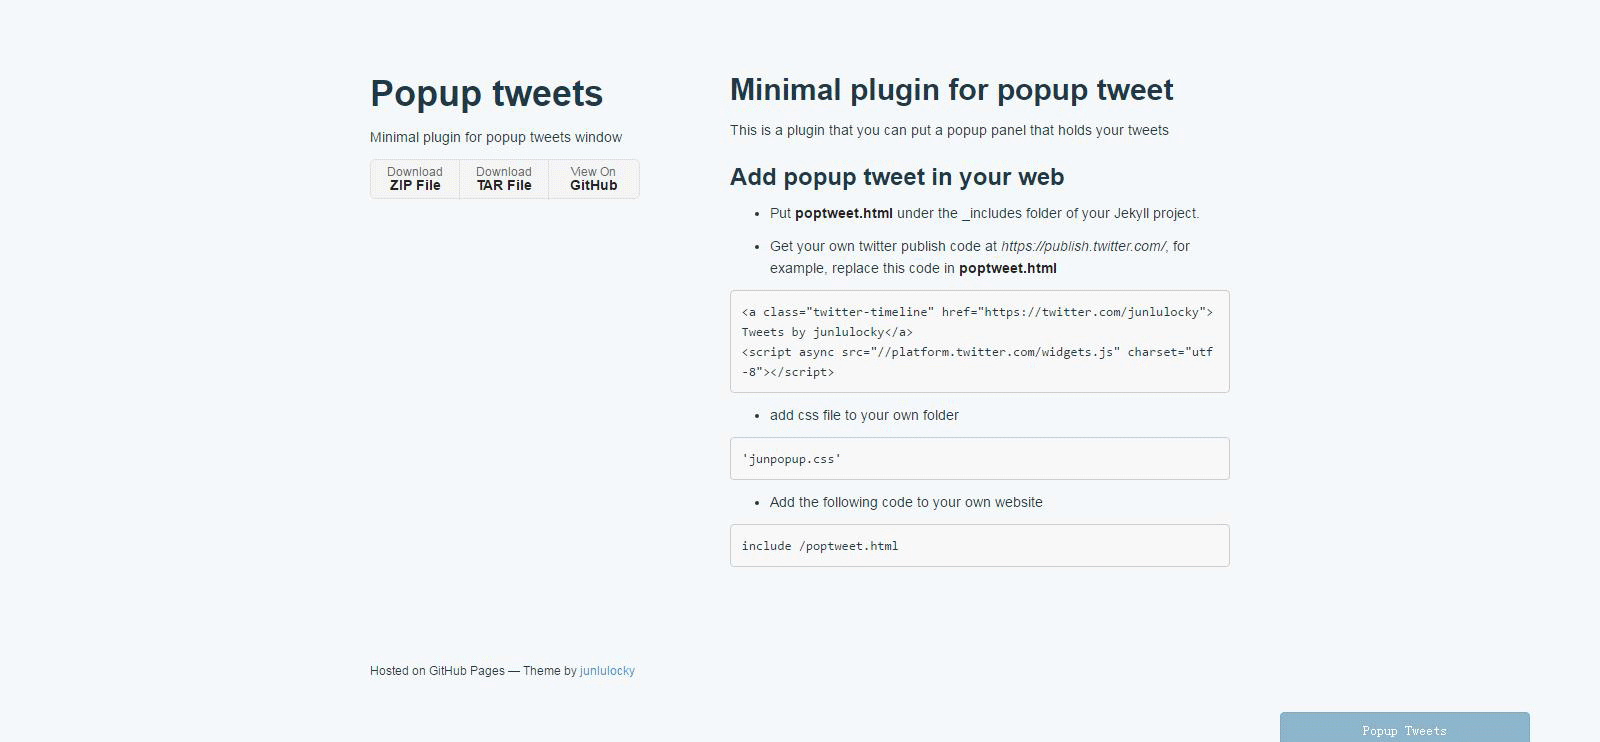 Popup tweets
Minimal plugin for popup tweets window
Download ZIP File
Download TAR File
View On GitHub
Minimal plugin for popup tweet
This is a plugin that you can put a popup panel that holds your tweets
Add popup tweet in your web
• Put poptweet.html under the _includes folder of your Jekyll project.
• Get your own twitter publish code at https://publish.twitter.com/, for
example, replace this code in poptweet.html
<a class="twitter-timeline" href="https://twitter.com/junlulocky">
Tweets by junlulocky</a>
<script async src="//platform.twitter.com/widgets.js" charset="utf
-8"></script>
• add css file to your own folder
'junpopup.css'
• Add the following code to your own website
include /poptweet.html
Hosted on GitHub Pages — Theme by junlulocky
Popup Tweets